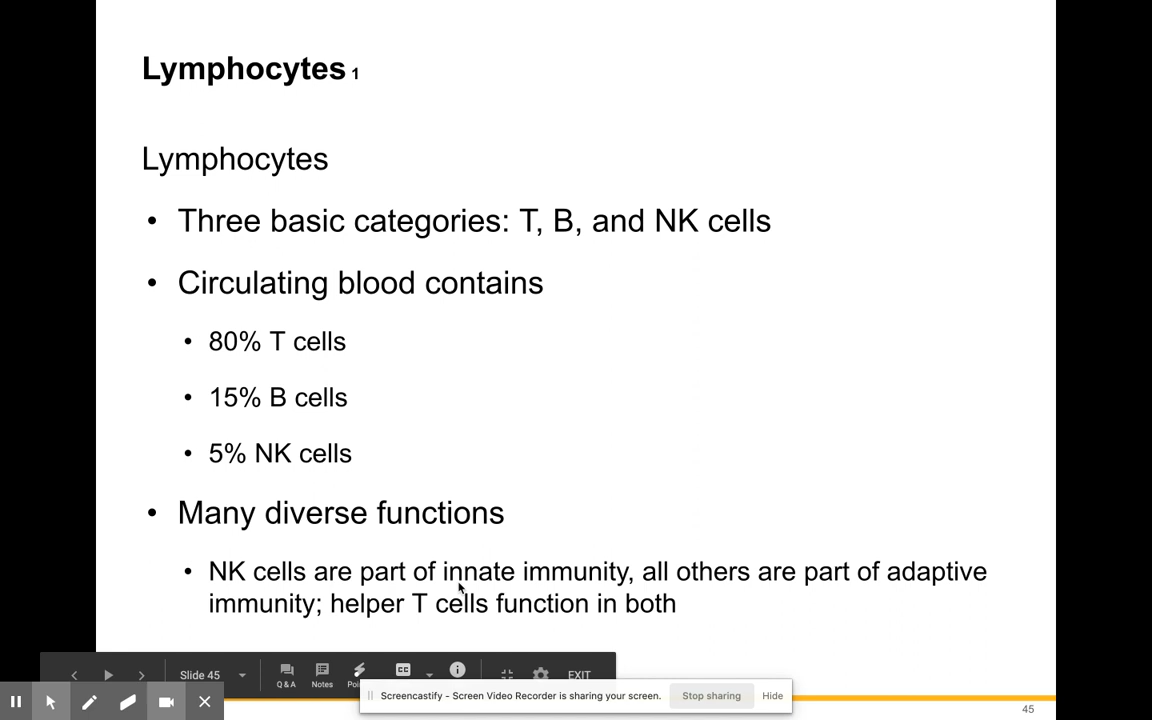 Lymphocytes 1
Lymphocytes
• Three basic categories: T, B, and NK cells
• Circulating blood contains
• 80% T cells
• 15% B cells
• 5% NK cells
• Many diverse functions
• NK cells are part of innate immunity, all others are part of adaptive
immunity; helper T cells function in both
Slide 45
Q & A
Notes
CC
EXIT
Screencastify - Screen Video Recorder is sharing your screen.
Stop sharing
Hide
45